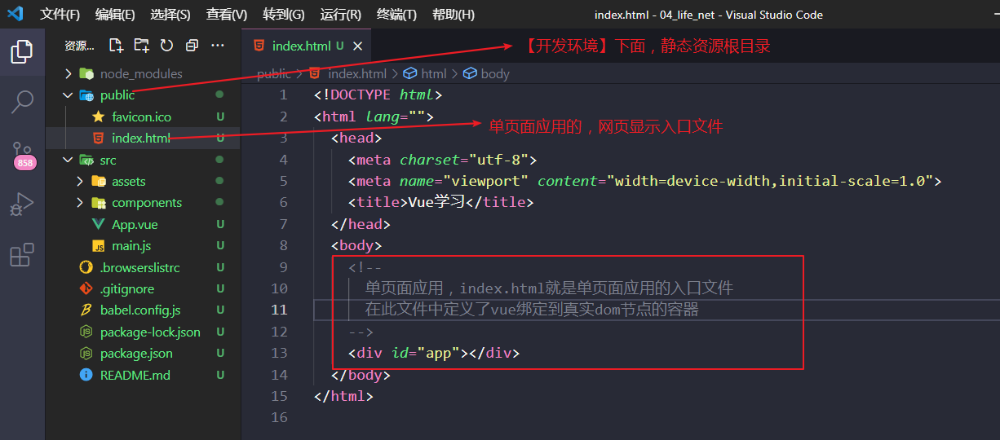 文件(F) 编辑(E) 选择(S) 查看(V) 转到(G) 运行(R) 终端(T) 帮助(H) index.html - 04_life_net - Visual Studio Code
资源... index.html U
【开发环境】下面，静态资源根目录
node_modules
public > index.html > html > body
public
favicon.ico U
index.html U
单页面应用的，网页显示入口文件
src
858
assets
components
App.vue U
main.js U
.browserslistrc U
.gitignore U
babel.config.js U
package-lock.json U
package.json U
README.md U
1 <!DOCTYPE html>
2 <html lang="">
3 <head>
4 <meta charset="utf-8">
5 <meta name="viewport" content="width=device-width,initial-scale=1.0">
6 <title>Vue学习</title>
7 </head>
8 <body>
9 <!--
10 单页面应用，index.html就是单页面应用的入口文件
11 在此文件中定义了vue绑定到真实dom节点的容器
12 -->
13 <div id="app"></div>
14 </body>
15 </html>
16